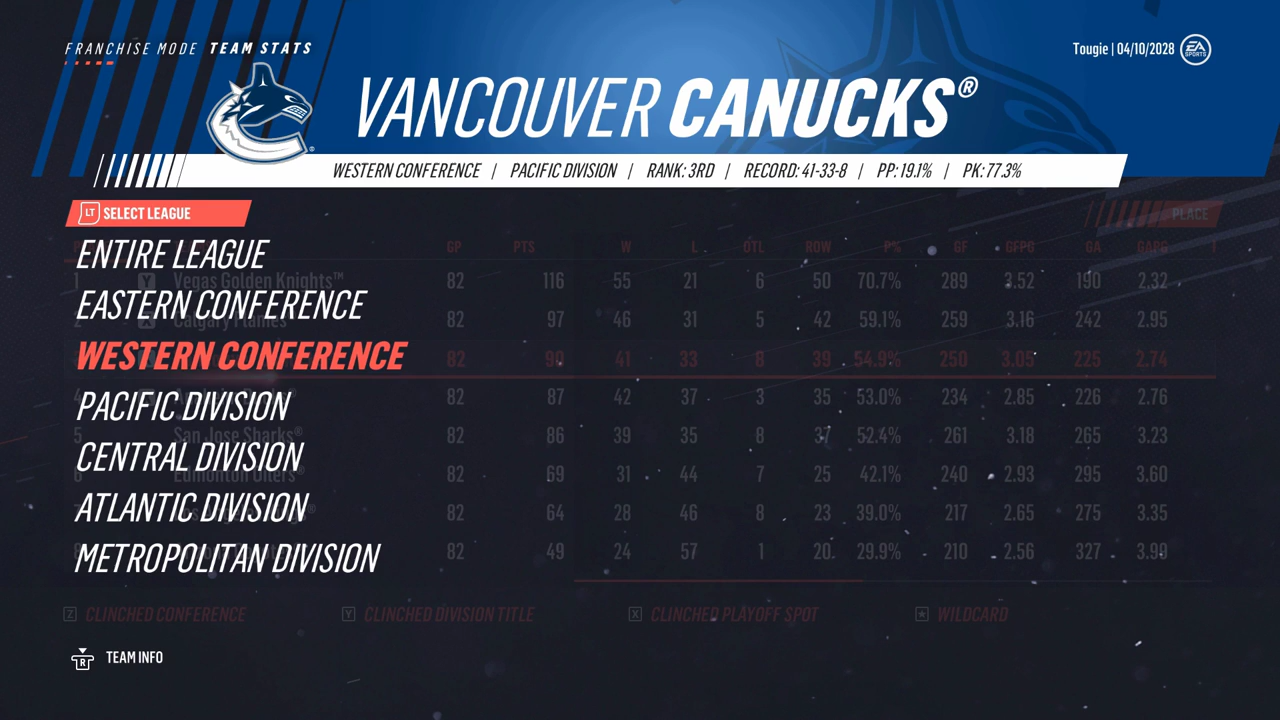 FRANCHISE MODE TEAM STATS
Tougie | 04/10/2028
EA SPORTS
VANCOUVER CANUCKS®
WESTERN CONFERENCE / PACIFIC DIVISION / RANK: 3RD / RECORD: 41-33-8 / PP: 19.1% / PK: 77.3%
LT SELECT LEAGUE
PLACE
GP PTS W L OTL ROW P% GF GFPG GA GAPG
ENTIRE LEAGUE
1 Y Vegas Golden Knights™ 82 116 55 21 6 50 70.7% 289 3.52 190 2.32
EASTERN CONFERENCE
2 X Calgary Flames® 82 97 46 31 5 42 59.1% 259 3.16 242 2.95
WESTERN CONFERENCE
82 90 41 33 8 39 54.9% 250 3.05 225 2.74
PACIFIC DIVISION
4 82 87 42 37 3 35 53.0% 234 2.85 226 2.76
5 San Jose Sharks® 82 86 39 35 8 37 52.4% 261 3.18 265 3.23
CENTRAL DIVISION
6 Edmonton Oilers® 82 69 31 44 7 25 42.1% 240 2.93 295 3.60
ATLANTIC DIVISION
82 64 28 46 8 23 39.0% 217 2.65 275 3.35
METROPOLITAN DIVISION
8 82 49 24 57 1 20 29.9% 210 2.56 327 3.99
Z CLINCHED CONFERENCE Y CLINCHED DIVISION TITLE X CLINCHED PLAYOFF SPOT * WILDCARD
R TEAM INFO